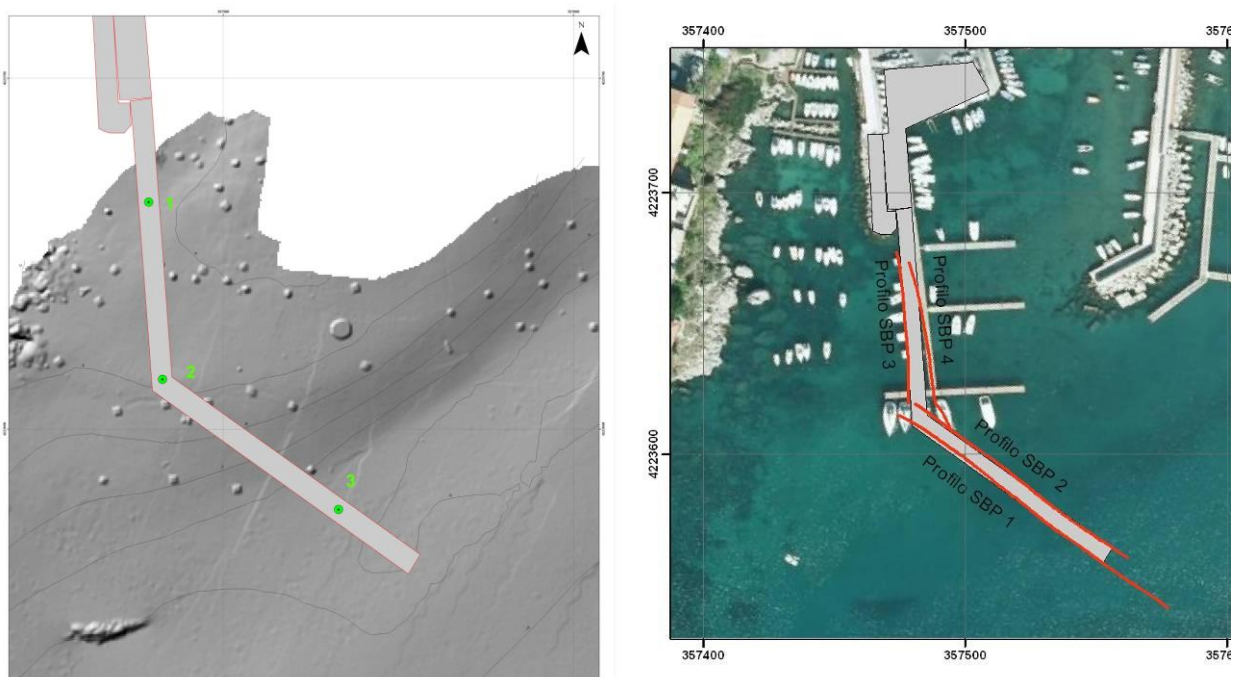 N
1
2
3
357400
357500
4223700
4223600
Profilo SBP 3
Profilo SBP 4
Profilo SBP 2
Profilo SBP 1
357400
357500